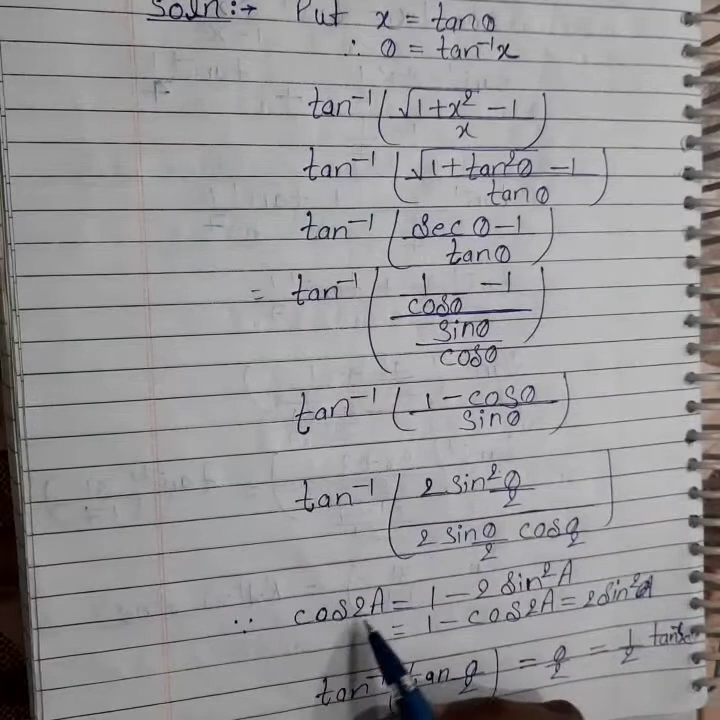 Soln:→ Put x = tanθ
∴ θ = tan⁻¹x
tan⁻¹(√(1+x²) −1 / x)
tan⁻¹(√(1+tan²θ) −1 / tanθ)
tan⁻¹(secθ−1 / tanθ)
= tan⁻¹(1/cosθ −1 / sinθ/cosθ)
tan⁻¹(1−cosθ / sinθ)
tan⁻¹(2 sin²θ/2 / 2 sinθ/2 cosθ/2)
∵ cos2A = 1−2 sin²A
= 1−cos2A = 2sin²A
tan⁻¹(tan θ/2) = θ/2 = 1/2 tan⁻¹x